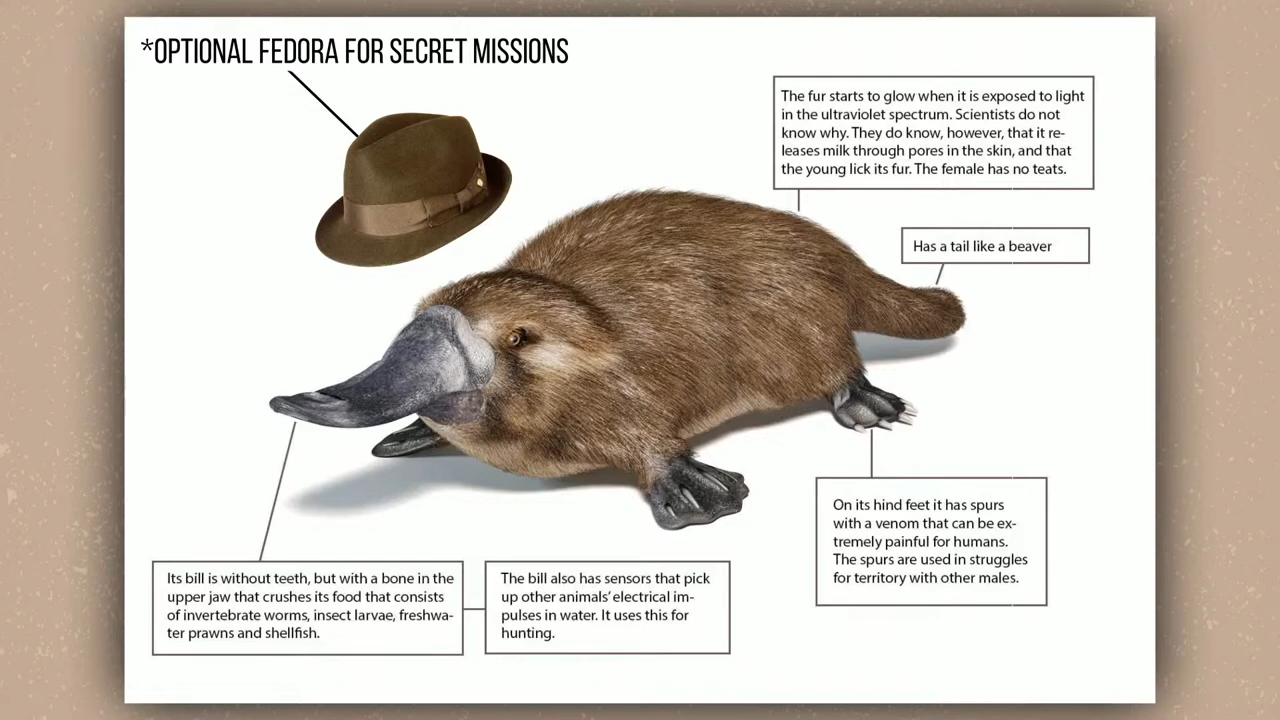 *OPTIONAL FEDORA FOR SECRET MISSIONS
The fur starts to glow when it is exposed to light
in the ultraviolet spectrum. Scientists do not
know why. They do know, however, that it re-
leases milk through pores in the skin, and that
the young lick its fur. The female has no teats.
Has a tail like a beaver
On its hind feet it has spurs
with a venom that can be ex-
tremely painful for humans.
The spurs are used in struggles
for territory with other males.
Its bill is without teeth, but with a bone in the
upper jaw that crushes its food that consists
of invertebrate worms, insect larvae, freshwa-
ter prawns and shellfish.
The bill also has sensors that pick
up other animals' electrical im-
pulses in water. It uses this for
hunting.